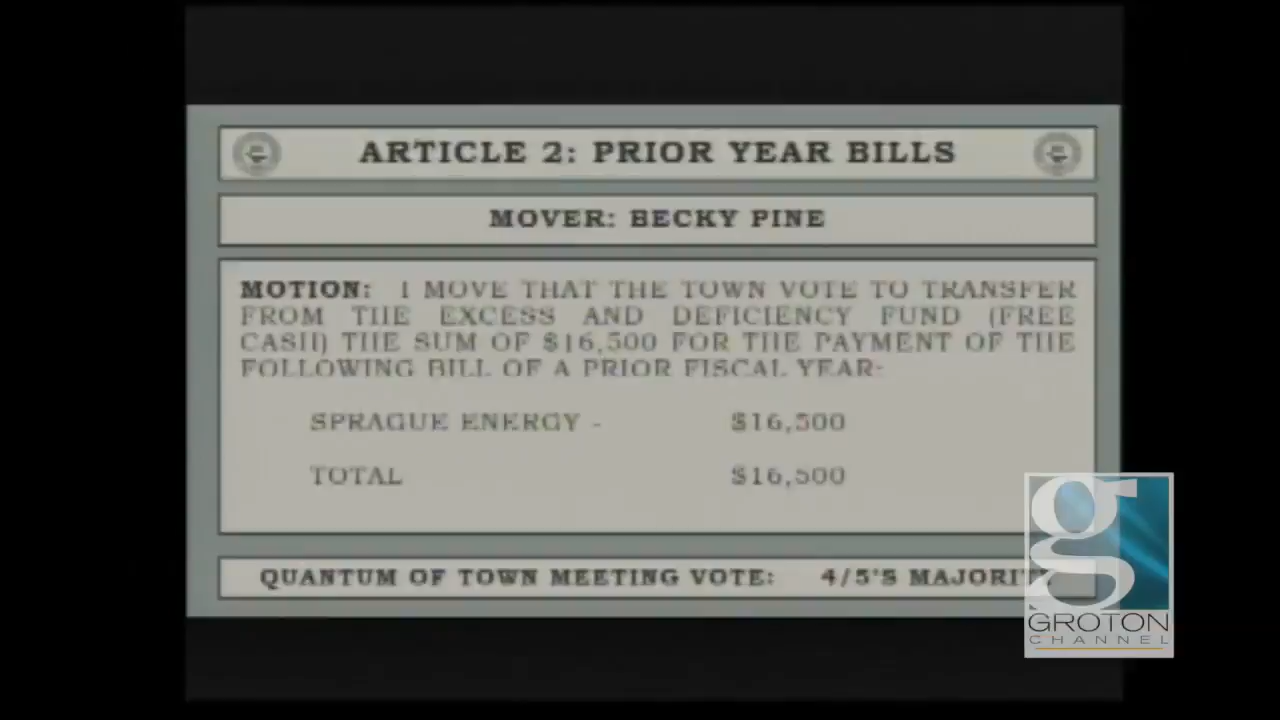 ARTICLE 2: PRIOR YEAR BILLS
MOVER: BECKY PINE
MOTION: I MOVE THAT THE TOWN VOTE TO TRANSFER
FROM THE EXCESS AND DEFICIENCY FUND (FREE
CASH) THE SUM OF $16,500 FOR THE PAYMENT OF THE
FOLLOWING BILL OF A PRIOR FISCAL YEAR:
SPRAGUE ENERGY - $16,500
TOTAL $16,500
QUANTUM OF TOWN MEETING VOTE: 4/5'S MAJORITY
g
GROTON
CHANNEL